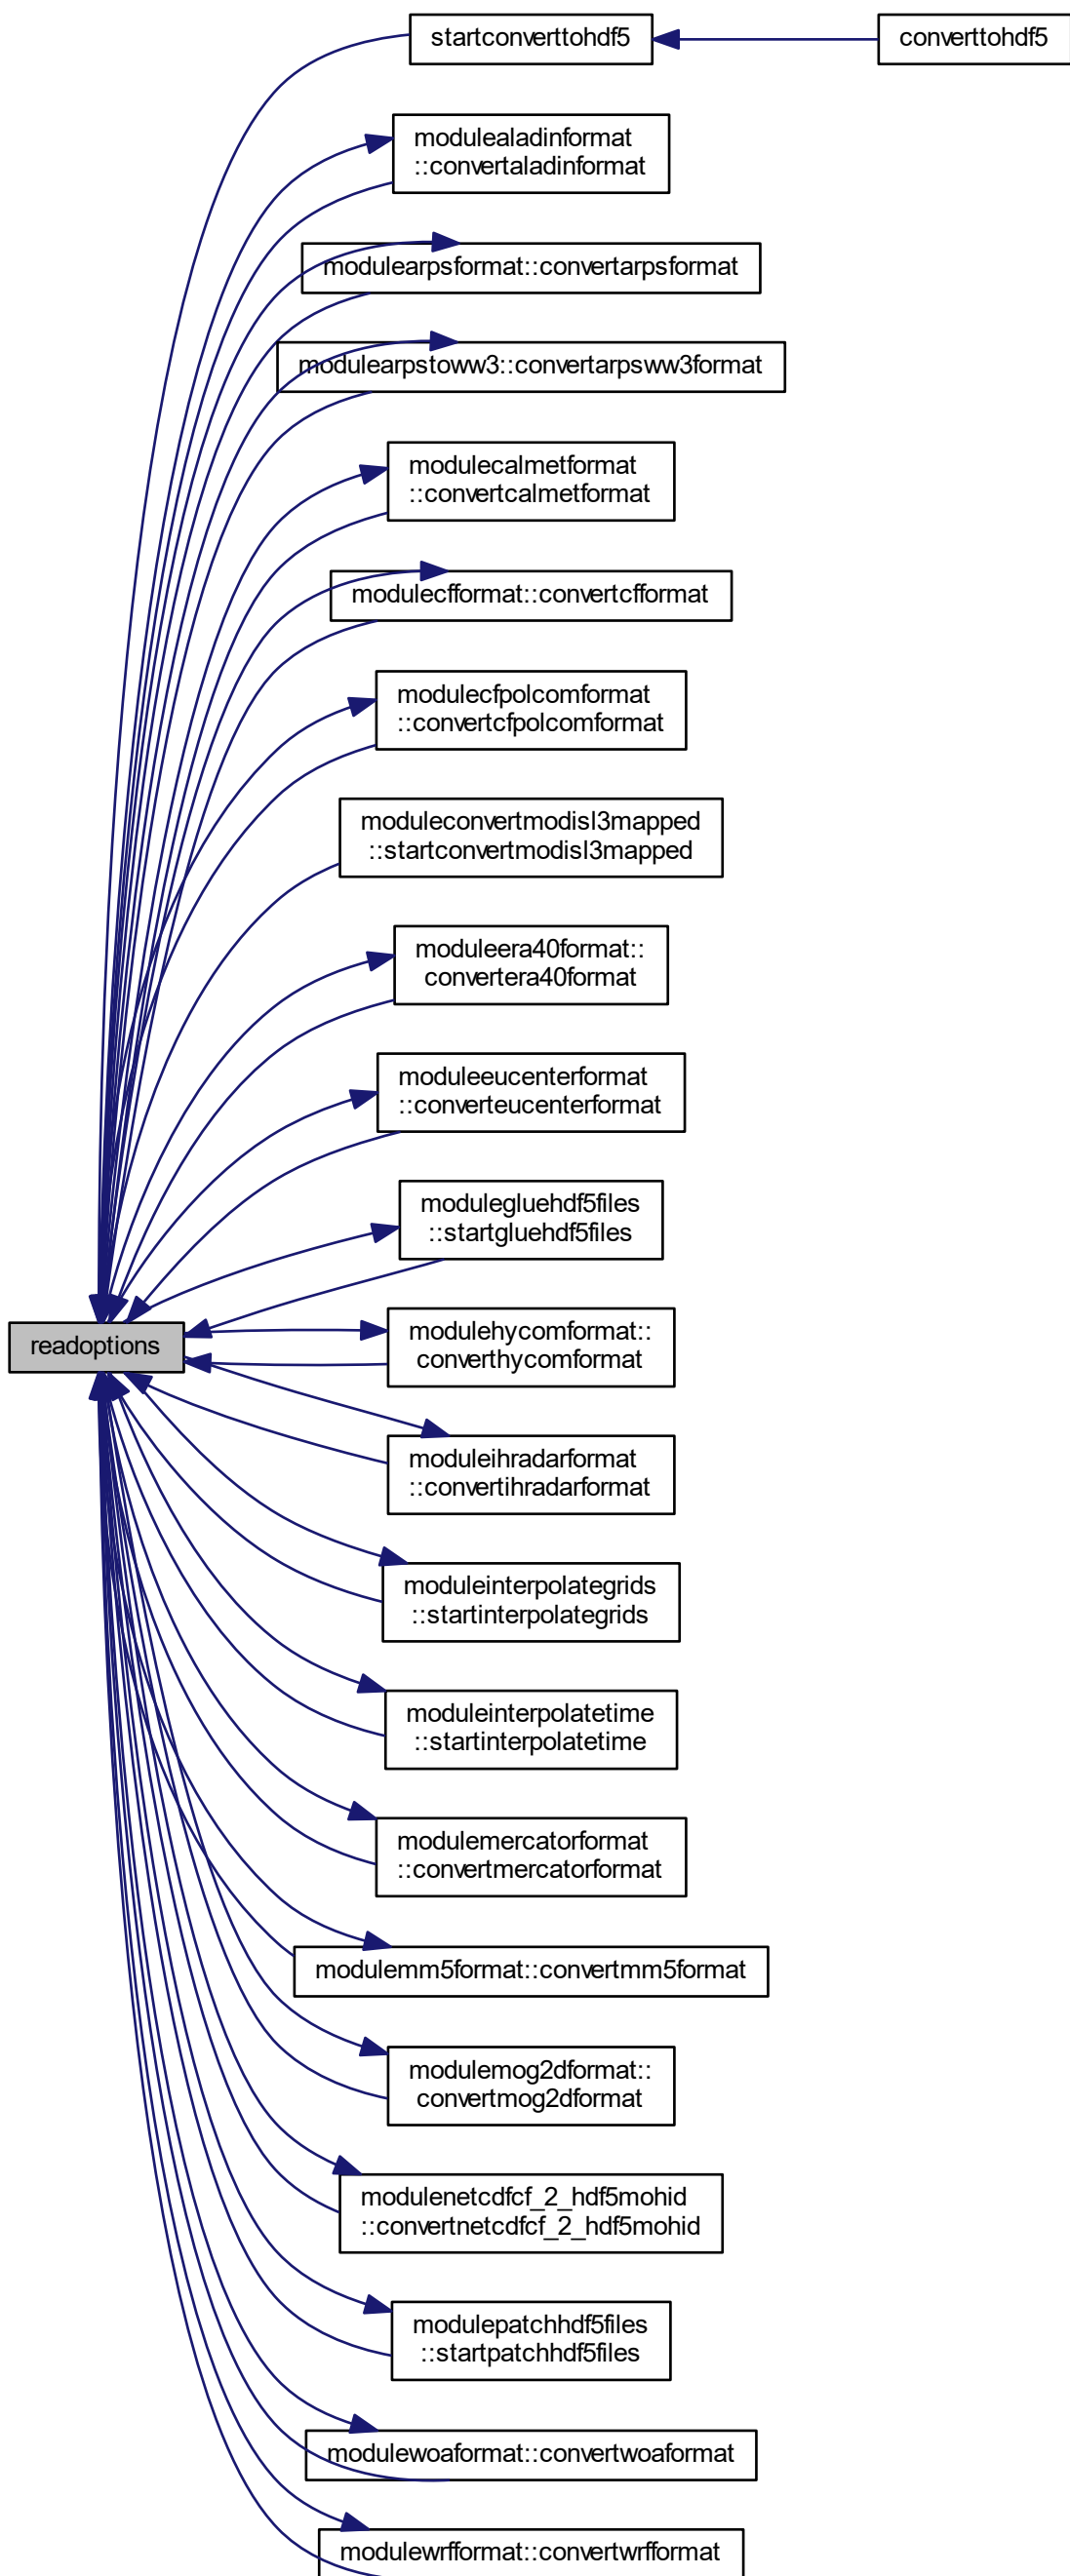 startconverttohdf5
converttohdf5
modulealadinformat
::convertaladinformat
modulearpsformat::convertarpsformat
modulearpstoww3::convertarpsww3format
modulecalmetformat
::convertcalmetformat
modulecfformat::convertcfformat
modulecfpolcomformat
::convertcfpolcomformat
moduleconvertmodisl3mapped
::startconvertmodisl3mapped
moduleera40format::
convertera40format
moduleeucenterformat
::converteucenterformat
modulegluehdf5files
::startgluehdf5files
readoptions
modulehycomformat::
converthycomformat
moduleihradarformat
::convertihradarformat
moduleinterpolategrids
::startinterpolategrids
moduleinterpolatetime
::startinterpolatetime
modulemercatorformat
::convertmercatorformat
modulemm5format::convertmm5format
modulemog2dformat::
convertmog2dformat
modulenetcdfcf_2_hdf5mohid
::convertnetcdfcf_2_hdf5mohid
modulepatchhdf5files
::startpatchhdf5files
modulewoaformat::convertwoaformat
modulewrfformat::convertwrfformat